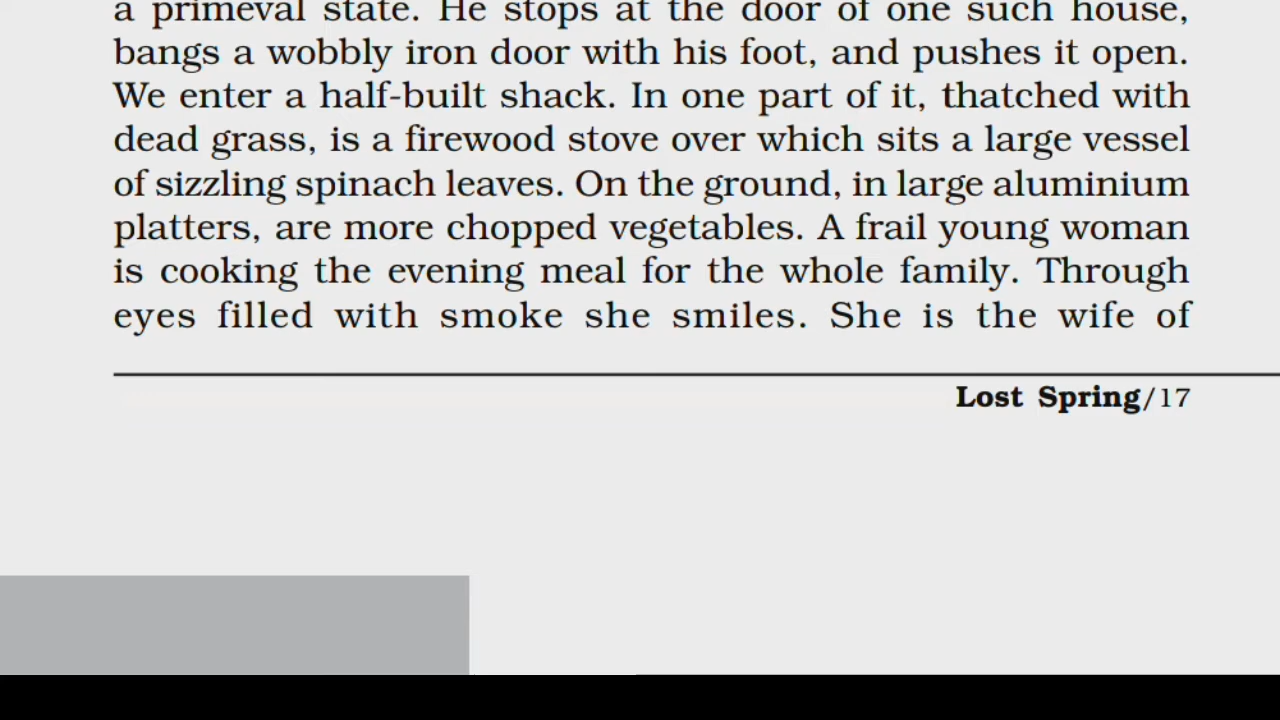 a primeval state. He stops at the door of one such house,
bangs a wobbly iron door with his foot, and pushes it open.
We enter a half-built shack. In one part of it, thatched with
dead grass, is a firewood stove over which sits a large vessel
of sizzling spinach leaves. On the ground, in large aluminium
platters, are more chopped vegetables. A frail young woman
is cooking the evening meal for the whole family. Through
eyes filled with smoke she smiles. She is the wife of
Lost Spring/17